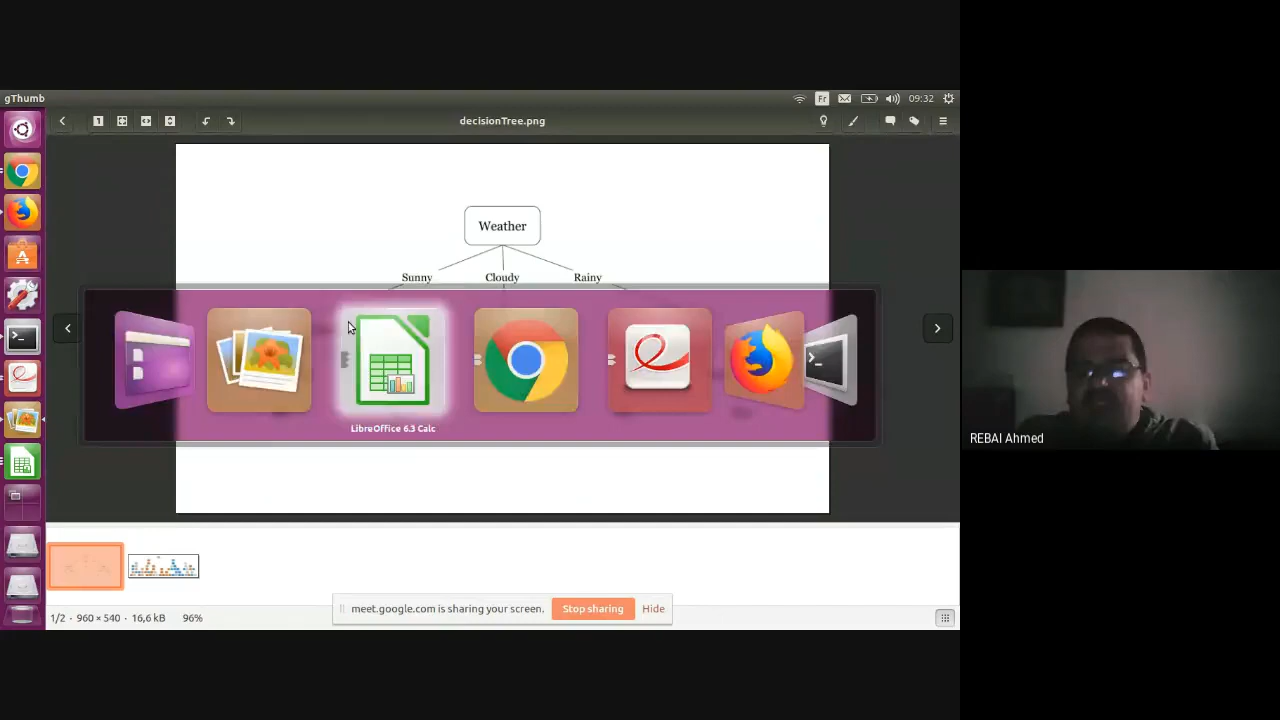 gThumb
Fr
09:32
decisionTree.png
Weather
Sunny Cloudy Rainy
LibreOffice 6.3 Calc
REBAI Ahmed
meet.google.com is sharing your screen. Stop sharing Hide
1/2 · 960 × 540 · 16,6 kB 96%